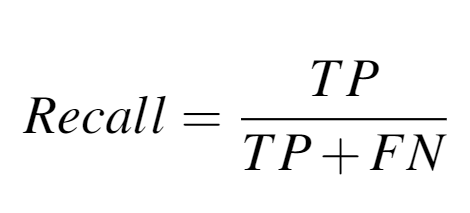 Recall = TP / TP + FN